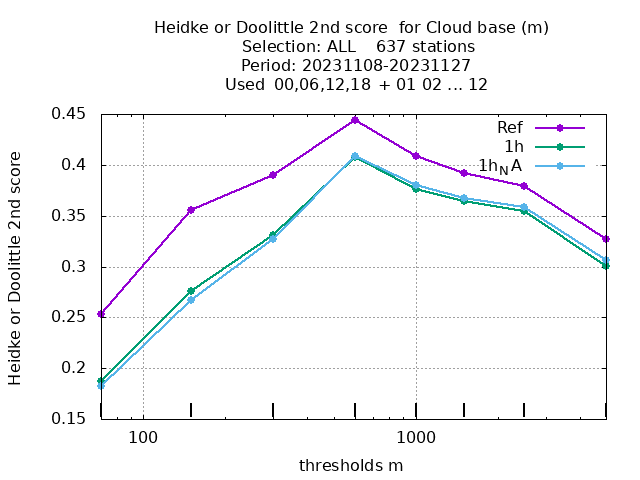 Heidke or Doolittle 2nd score  for Cloud base (m)
Selection: ALL    637 stations
Period: 20231108-20231127
Used  00,06,12,18  + 01 02 ... 12
Heidke or Doolittle 2nd score
0.45
0.4
0.35
0.3
0.25
0.2
0.15
Ref
1h
1h_NA
100
1000
thresholds m